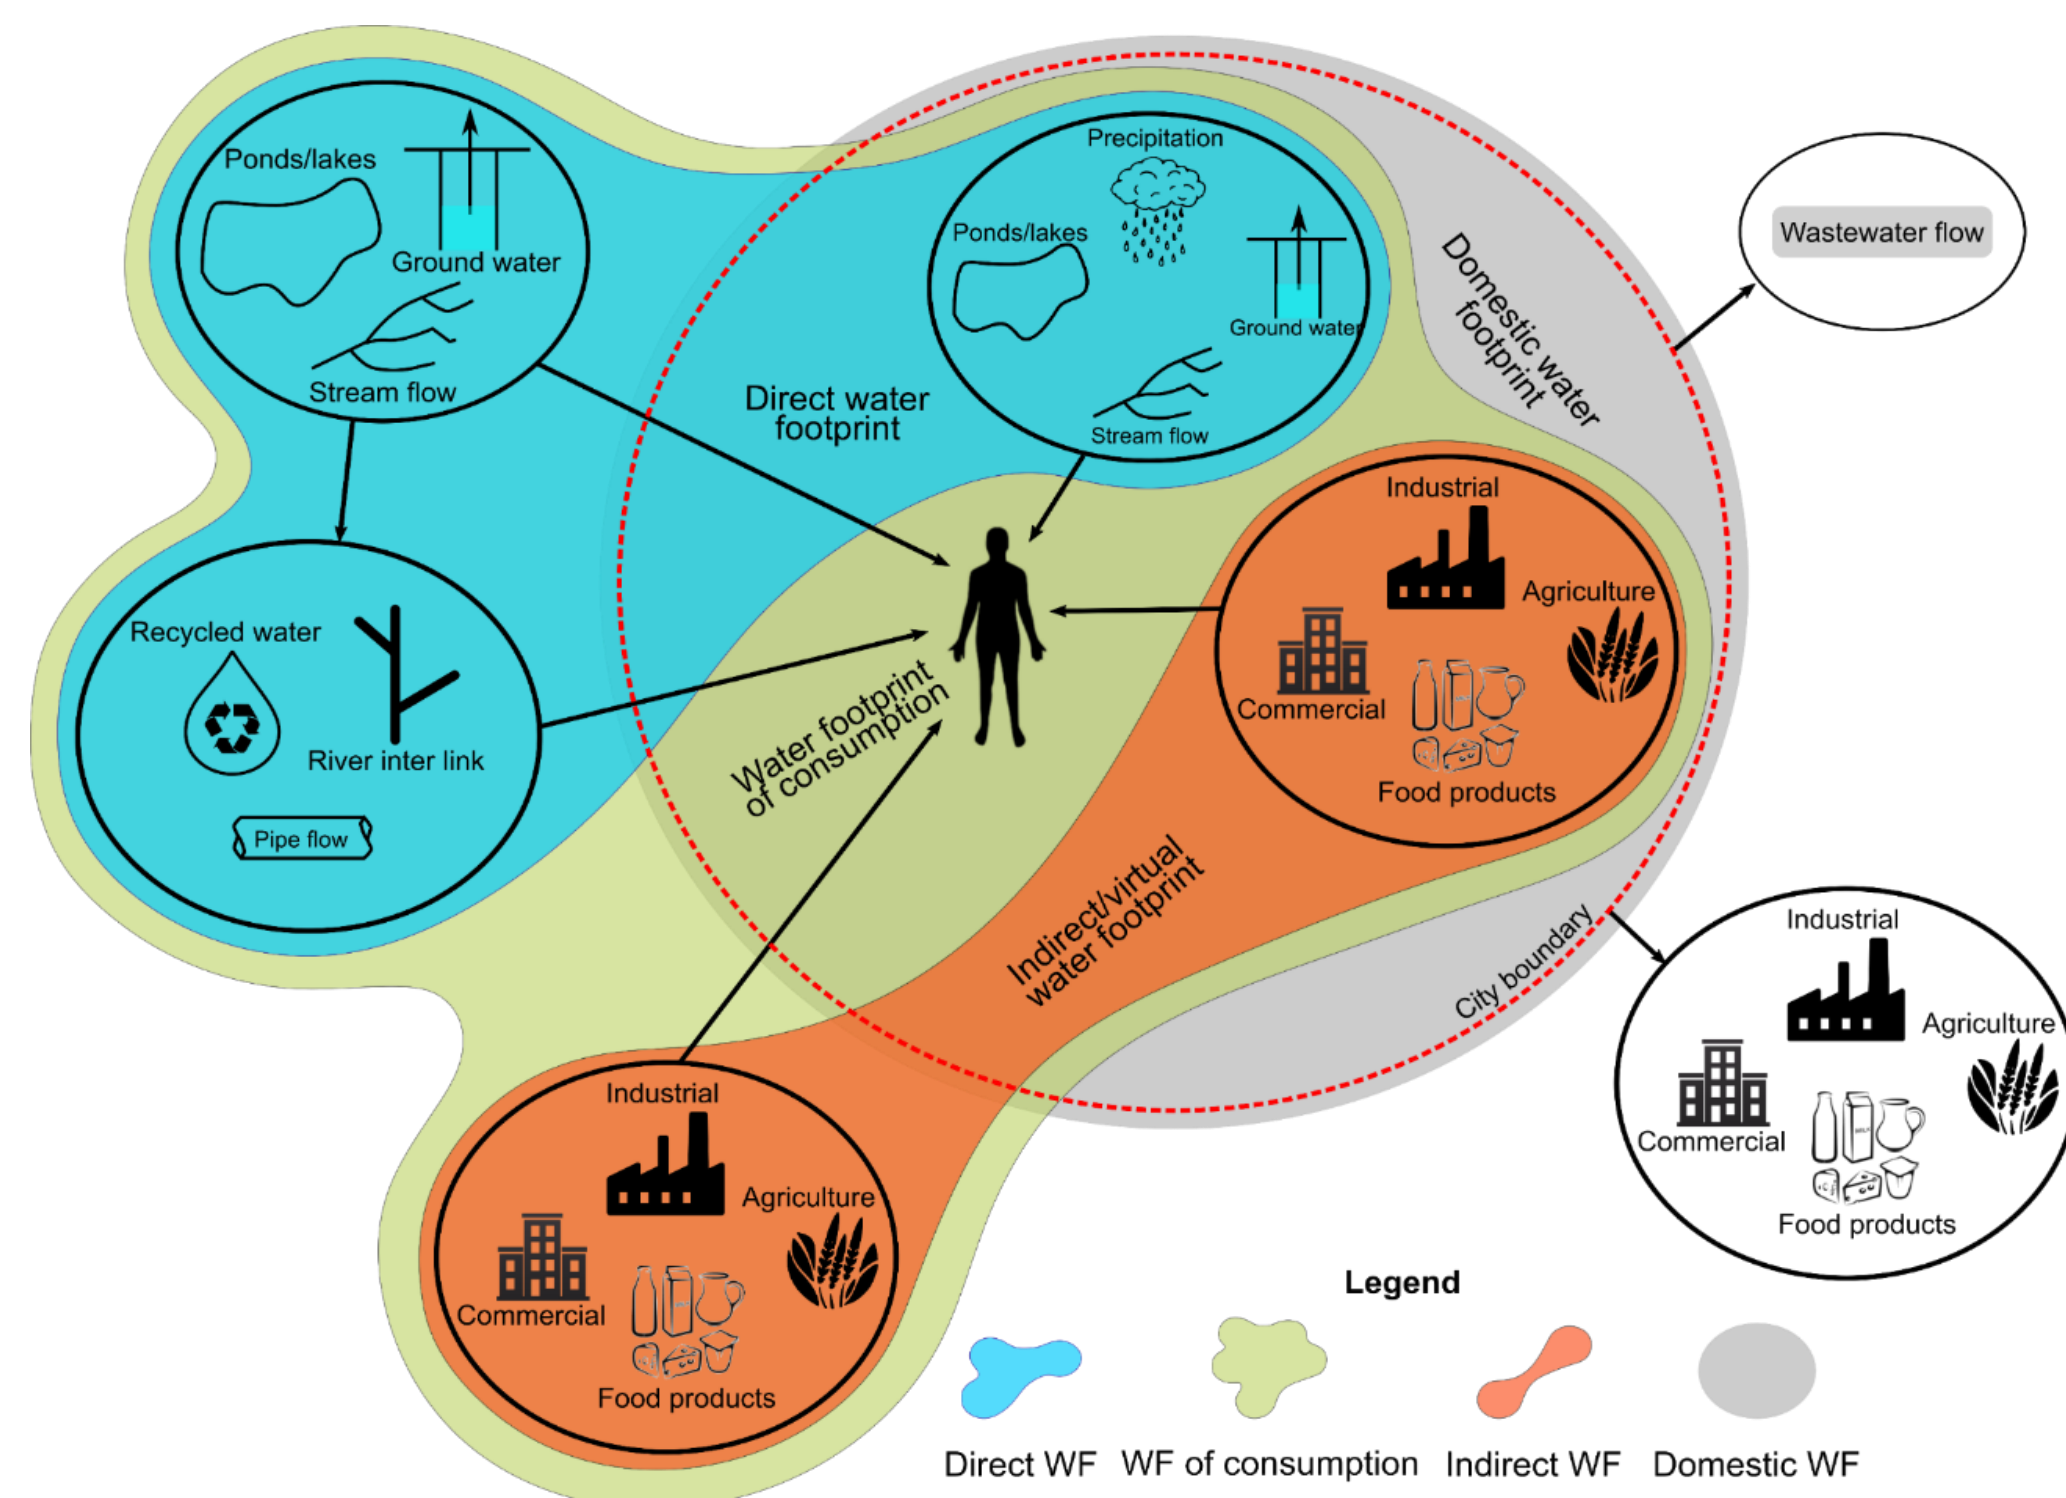 Ponds/lakes
Ground water
Stream flow
Precipitation
Ponds/lakes
Ground water
Stream flow
Wastewater flow
Domestic water
footprint
Direct water
footprint
Recycled water
River inter link
Pipe flow
Water footprint
of consumption
Industrial
Agriculture
Commercial
Food products
Indirect/virtual
water footprint
City boundary
Industrial
Agriculture
Commercial
Food products
Industrial
Agriculture
Commercial
Food products
Legend
Direct WF
WF of consumption
Indirect WF
Domestic WF